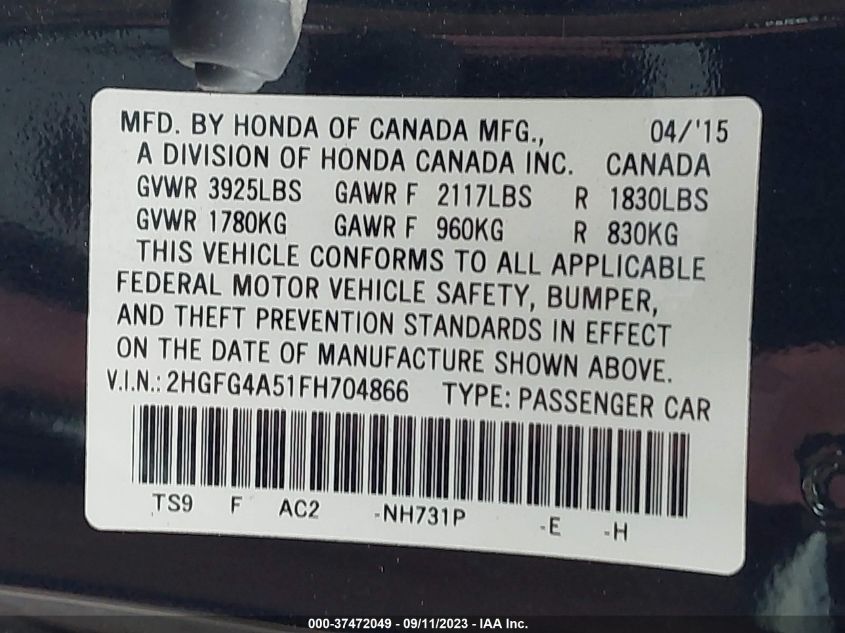 MFD. BY HONDA OF CANADA MFG., 04/'15
A DIVISION OF HONDA CANADA INC. CANADA
GVWR 3925LBS GAWR F 2117LBS R 1830LBS
GVWR 1780KG GAWR F 960KG R 830KG
THIS VEHICLE CONFORMS TO ALL APPLICABLE
FEDERAL MOTOR VEHICLE SAFETY, BUMPER,
AND THEFT PREVENTION STANDARDS IN EFFECT
ON THE DATE OF MANUFACTURE SHOWN ABOVE.
V.I.N.: 2HGFG4A51FH704866 TYPE: PASSENGER CAR
TS9 F AC2 -NH731P -E -H
000-37472049 - 09/11/2023 - IAA Inc.